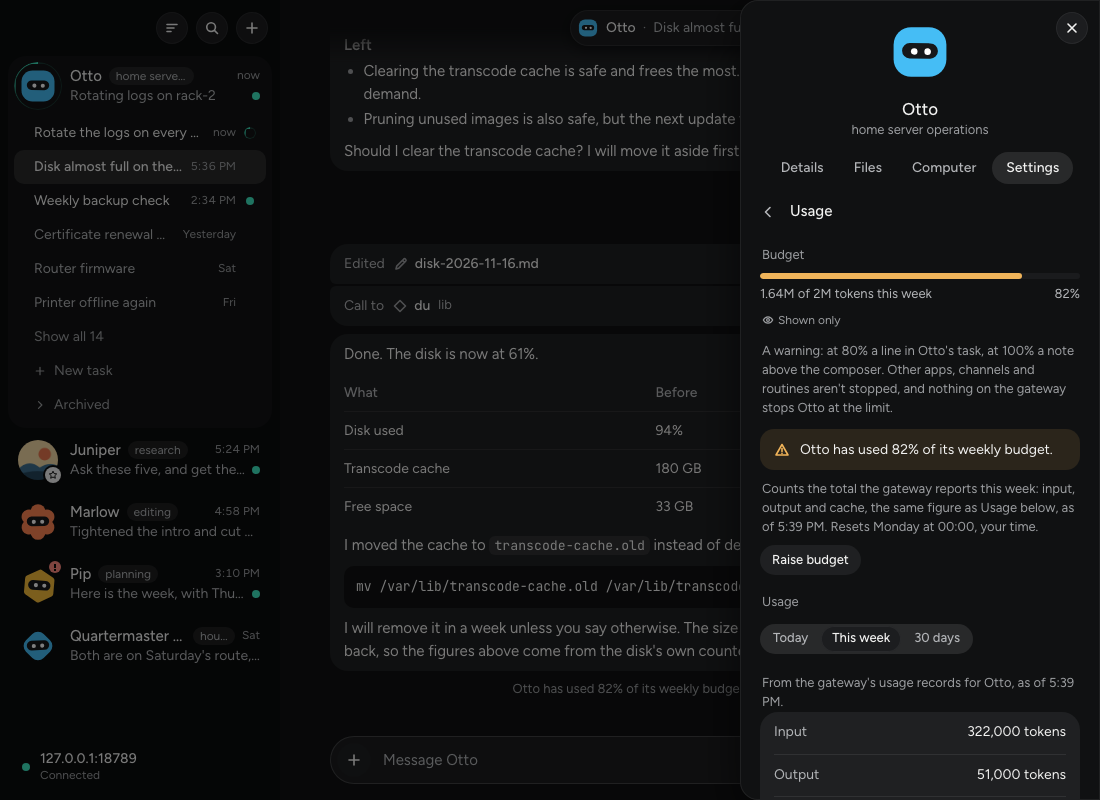 Otto home serve... now
Rotating logs on rack-2
Rotate the logs on every ... now
Disk almost full on the... 5:36 PM
Weekly backup check 2:34 PM
Certificate renewal ... Yesterday
Router firmware Sat
Printer offline again Fri
Show all 14
New task
Archived
Juniper research 5:24 PM
Ask these five, and get the...
Marlow editing 4:58 PM
Tightened the intro and cut ...
Pip planning 3:10 PM
Here is the week, with Thu...
Quartermaster ... hou... Sat
Both are on Saturday's route,...
127.0.0.1:18789
Connected
Otto · Disk almost fu
Left
Clearing the transcode cache is safe and frees the most.
demand.
Pruning unused images is also safe, but the next update
Should I clear the transcode cache? I will move it aside first
Edited disk-2026-11-16.md
Call to du lib
Done. The disk is now at 61%.
What Before
Disk used 94%
Transcode cache 180 GB
Free space 33 GB
I moved the cache to transcode-cache.old instead of de
mv /var/lib/transcode-cache.old /var/lib/transcode
I will remove it in a week unless you say otherwise. The size
back, so the figures above come from the disk's own counte
Otto has used 82% of its weekly budge
Message Otto
Otto
home server operations
Details Files Computer Settings
Usage
Budget
1.64M of 2M tokens this week 82%
Shown only
A warning: at 80% a line in Otto's task, at 100% a note
above the composer. Other apps, channels and
routines aren't stopped, and nothing on the gateway
stops Otto at the limit.
Otto has used 82% of its weekly budget.
Counts the total the gateway reports this week: input,
output and cache, the same figure as Usage below, as
of 5:39 PM. Resets Monday at 00:00, your time.
Raise budget
Usage
Today This week 30 days
From the gateway's usage records for Otto, as of 5:39
PM.
Input 322,000 tokens
Output 51,000 tokens